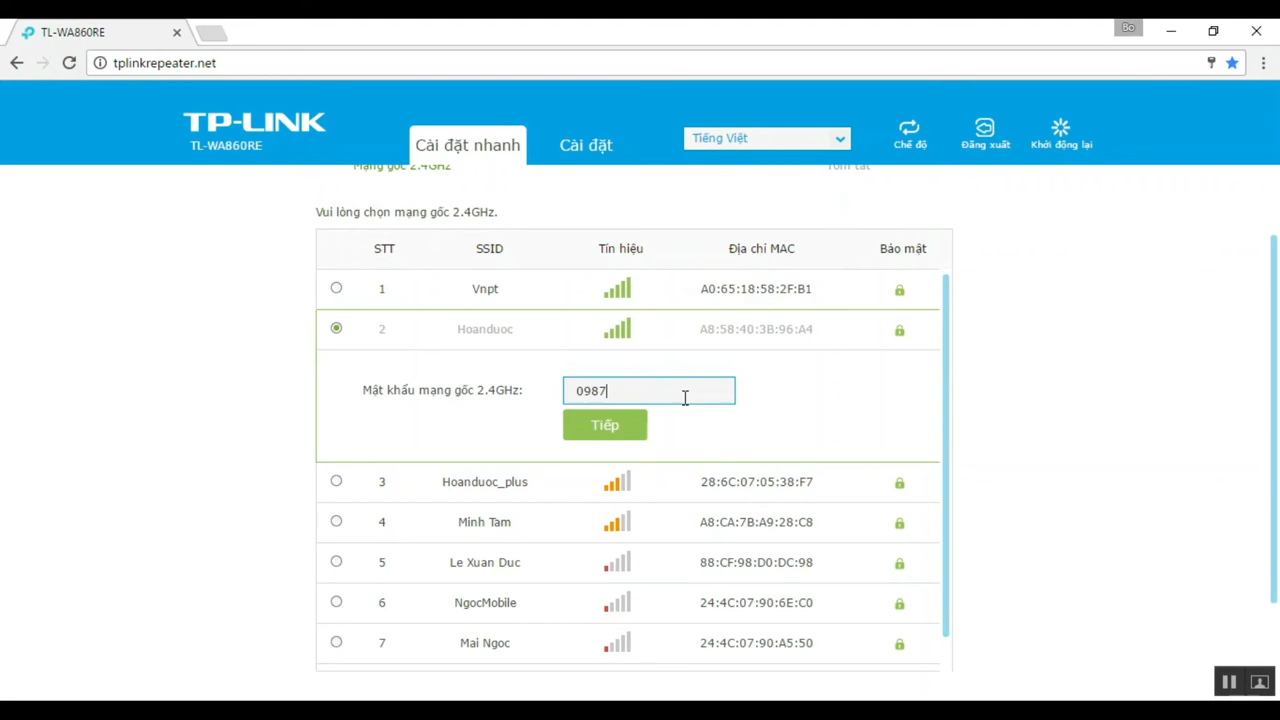 TL-WA860RE
Bo
tplinkrepeater.net
TP-LINK
TL-WA860RE
Cài đặt nhanh
Cài đặt
Tiếng Việt
Chế độ
Đăng xuất
Khởi động lại
Mạng gốc 2.4GHz
Tóm tắt
Vui lòng chọn mạng gốc 2.4GHz.
STT SSID Tín hiệu Địa chỉ MAC Bảo mật
1 Vnpt A0:65:18:58:2F:B1
2 Hoanduoc A8:58:40:3B:96:A4
Mật khẩu mạng gốc 2.4GHz: 0987
Tiếp
3 Hoanduoc_plus 28:6C:07:05:38:F7
4 Minh Tam A8:CA:7B:A9:28:C8
5 Le Xuan Duc 88:CF:98:D0:DC:98
6 NgocMobile 24:4C:07:90:6E:C0
7 Mai Ngoc 24:4C:07:90:A5:50